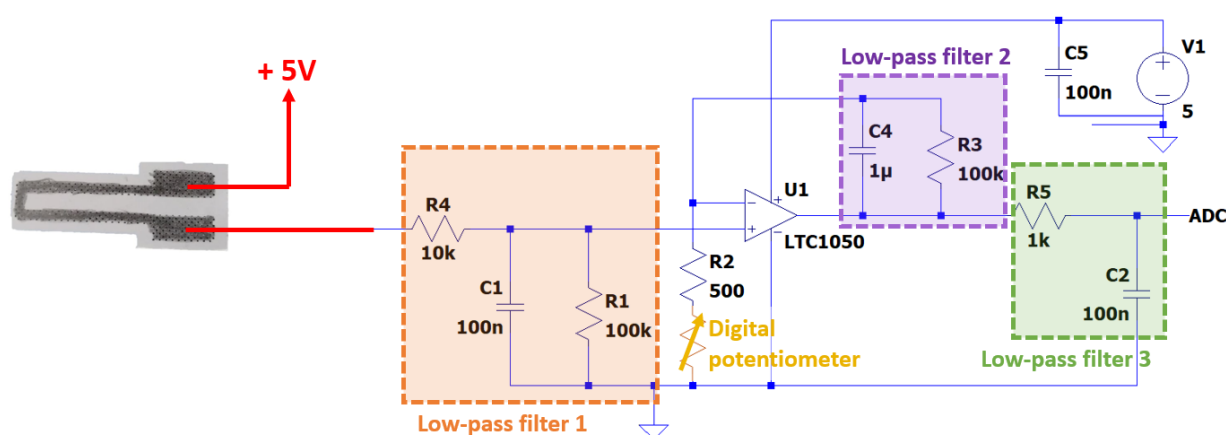 + 5V
Low-pass filter 2
C5
100n
V1
5
C4
1µ
R3
100k
U1
LTC1050
R5
1k
ADC
R4
10k
C1
100n
R1
100k
R2
500
Digital
potentiometer
C2
100n
Low-pass filter 3
Low-pass filter 1